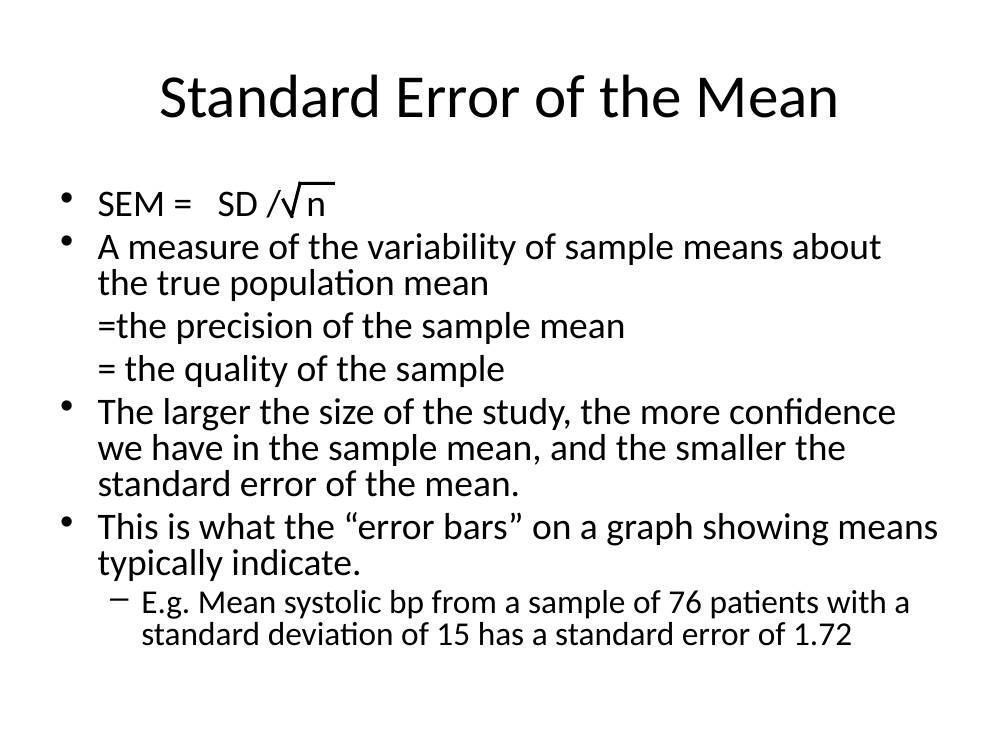 Standard Error of the Mean
• SEM =   SD /√ n
• A measure of the variability of sample means about
the true population mean
=the precision of the sample mean
= the quality of the sample
• The larger the size of the study, the more confidence
we have in the sample mean, and the smaller the
standard error of the mean.
• This is what the “error bars” on a graph showing means
typically indicate.
– E.g. Mean systolic bp from a sample of 76 patients with a
standard deviation of 15 has a standard error of 1.72